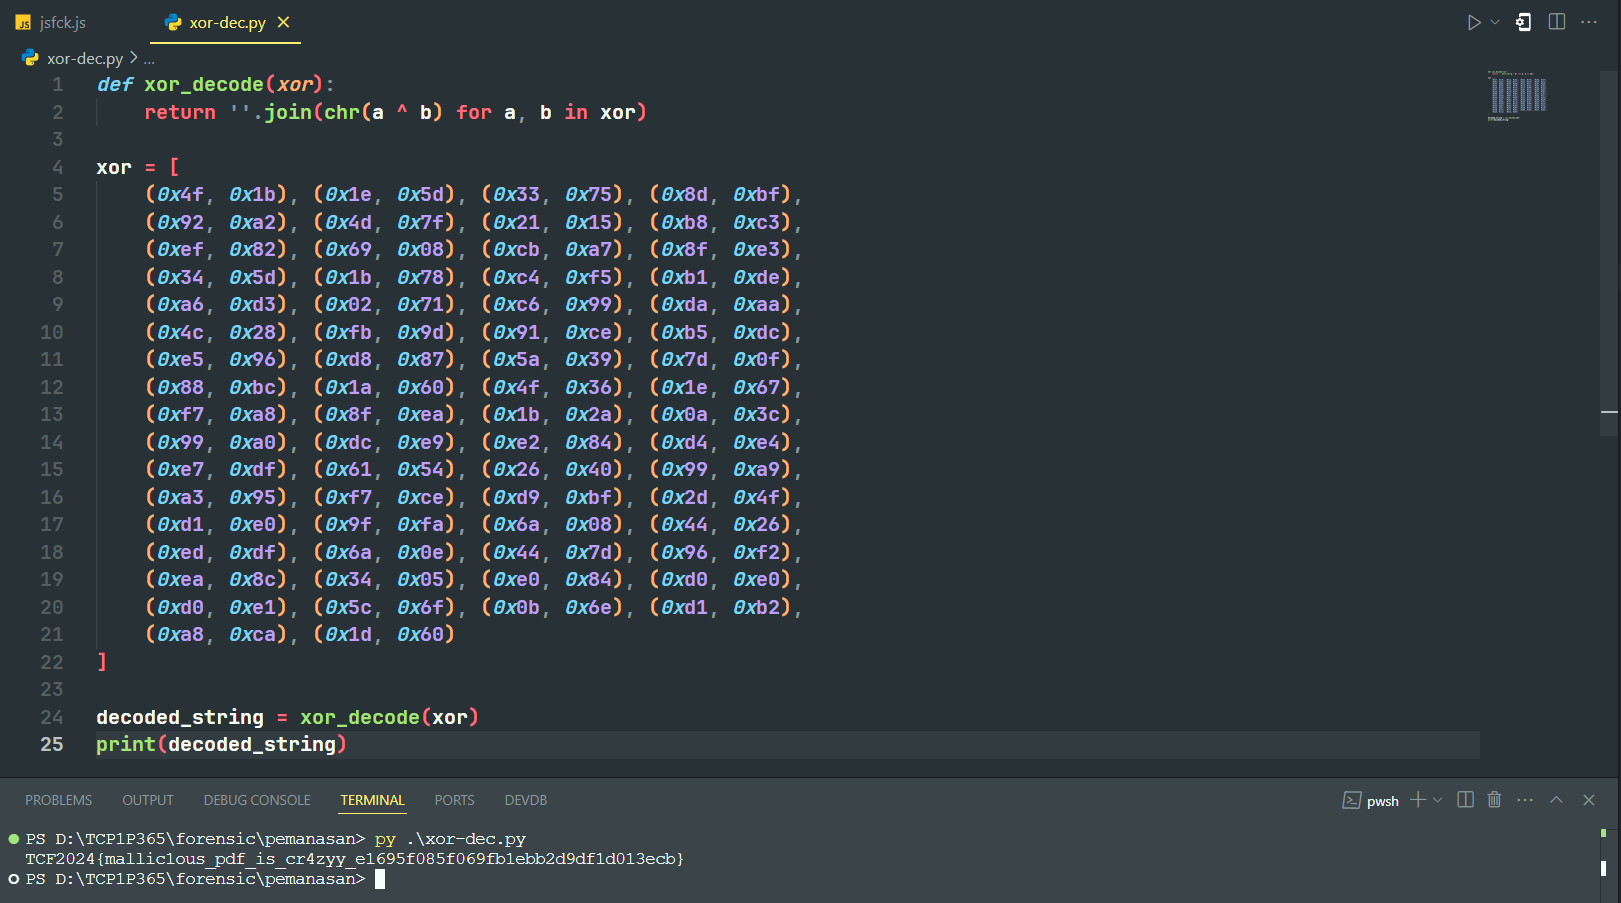 jsfck.js
xor-dec.py
xor-dec.py > ...
1 def xor_decode(xor):
2     return ''.join(chr(a ^ b) for a, b in xor)
3
4 xor = [
5     (0x4f, 0x1b), (0x1e, 0x5d), (0x33, 0x75), (0x8d, 0xbf),
6     (0x92, 0xa2), (0x4d, 0x7f), (0x21, 0x15), (0xb8, 0xc3),
7     (0xef, 0x82), (0x69, 0x08), (0xcb, 0xa7), (0x8f, 0xe3),
8     (0x34, 0x5d), (0x1b, 0x78), (0xc4, 0xf5), (0xb1, 0xde),
9     (0xa6, 0xd3), (0x02, 0x71), (0xc6, 0x99), (0xda, 0xaa),
10     (0x4c, 0x28), (0xfb, 0x9d), (0x91, 0xce), (0xb5, 0xdc),
11     (0xe5, 0x96), (0xd8, 0x87), (0x5a, 0x39), (0x7d, 0x0f),
12     (0x88, 0xbc), (0x1a, 0x60), (0x4f, 0x36), (0x1e, 0x67),
13     (0xf7, 0xa8), (0x8f, 0xea), (0x1b, 0x2a), (0x0a, 0x3c),
14     (0x99, 0xa0), (0xdc, 0xe9), (0xe2, 0x84), (0xd4, 0xe4),
15     (0xe7, 0xdf), (0x61, 0x54), (0x26, 0x40), (0x99, 0xa9),
16     (0xa3, 0x95), (0xf7, 0xce), (0xd9, 0xbf), (0x2d, 0x4f),
17     (0xd1, 0xe0), (0x9f, 0xfa), (0x6a, 0x08), (0x44, 0x26),
18     (0xed, 0xdf), (0x6a, 0x0e), (0x44, 0x7d), (0x96, 0xf2),
19     (0xea, 0x8c), (0x34, 0x05), (0xe0, 0x84), (0xd0, 0xe0),
20     (0xd0, 0xe1), (0x5c, 0x6f), (0x0b, 0x6e), (0xd1, 0xb2),
21     (0xa8, 0xca), (0x1d, 0x60)
22 ]
23
24 decoded_string = xor_decode(xor)
25 print(decoded_string)
PROBLEMS OUTPUT DEBUG CONSOLE TERMINAL PORTS DEVDB
pwsh
PS D:\TCP1P365\forensic\pemanasan> py .\xor-dec.py
TCF2024{mallic1ous_pdf_is_cr4zyy_e1695f085f069fb1ebb2d9df1d013ecb}
PS D:\TCP1P365\forensic\pemanasan>